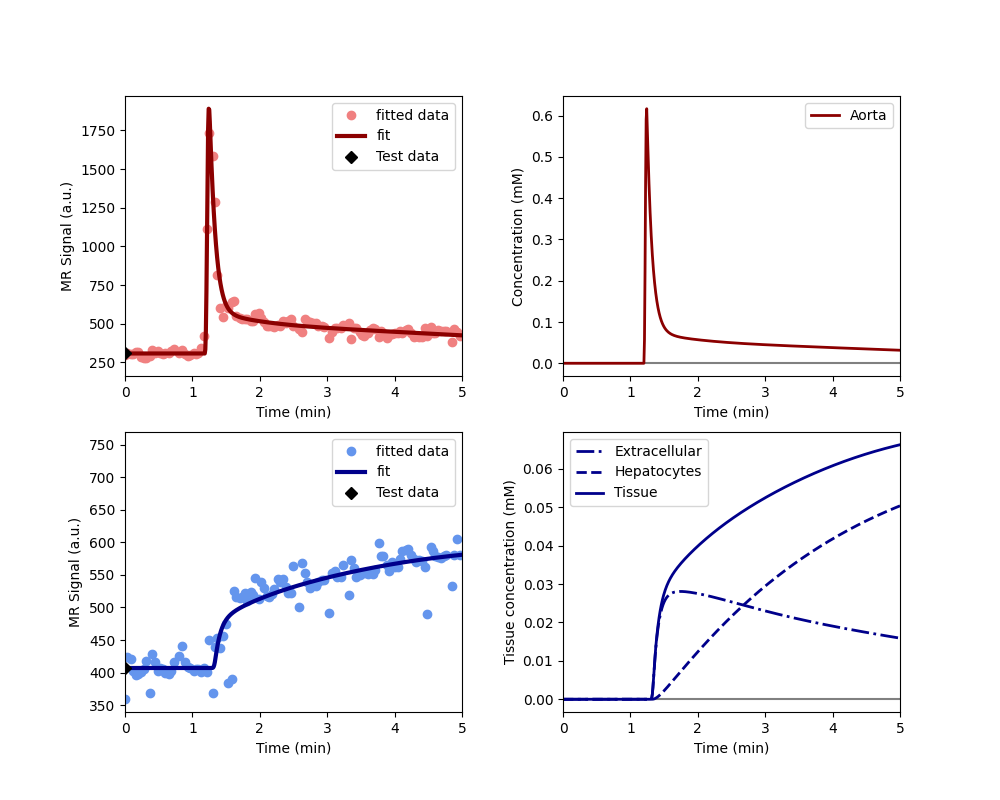 MR Signal (a.u.)
1750
1500
1250
1000
750
500
250
0 1 2 3 4 5
Time (min)
fitted data
fit
Test data
Concentration (mM)
0.6
0.5
0.4
0.3
0.2
0.1
0.0
0 1 2 3 4 5
Time (min)
Aorta
MR Signal (a.u.)
750
700
650
600
550
500
450
400
350
0 1 2 3 4 5
Time (min)
fitted data
fit
Test data
Tissue concentration (mM)
0.06
0.05
0.04
0.03
0.02
0.01
0.00
0 1 2 3 4 5
Time (min)
Extracellular
Hepatocytes
Tissue